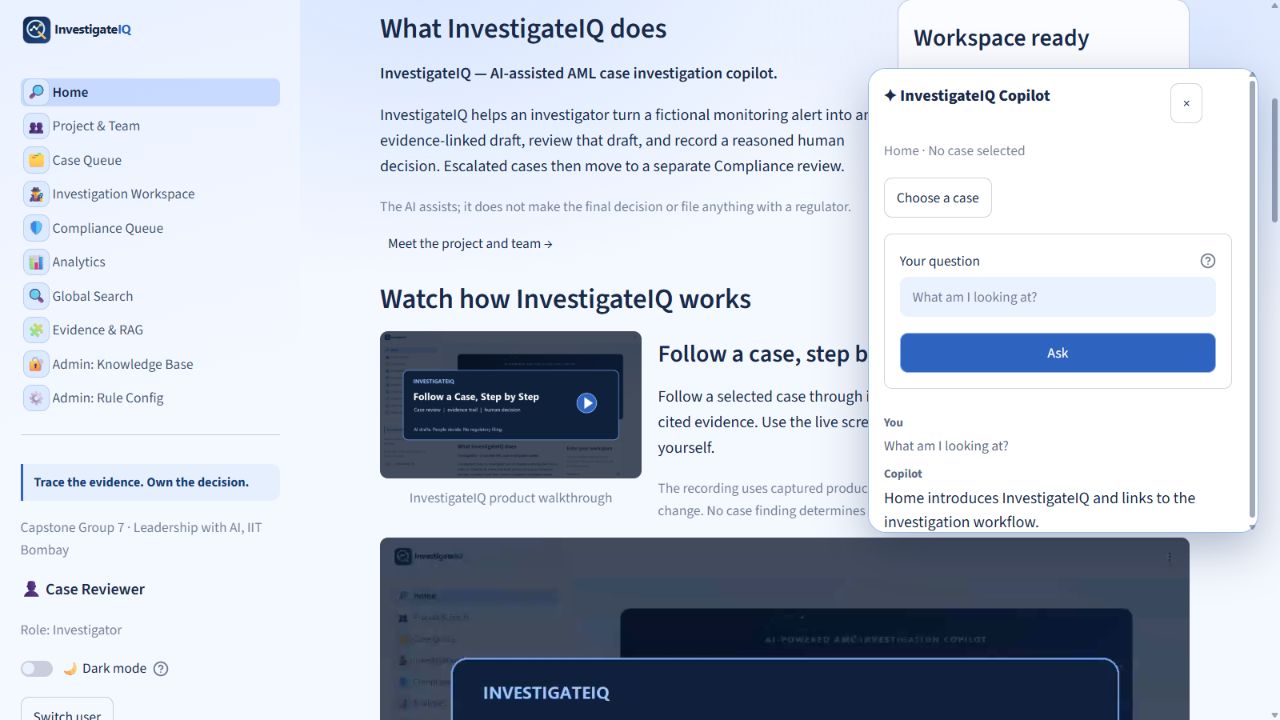 InvestigateIQ
Home
Project & Team
Case Queue
Investigation Workspace
Compliance Queue
Analytics
Global Search
Evidence & RAG
Admin: Knowledge Base
Admin: Rule Config
Trace the evidence. Own the decision.
Capstone Group 7 · Leadership with AI, IIT
Bombay
Case Reviewer
Role: Investigator
Dark mode
Switch user
What InvestigateIQ does
InvestigateIQ — AI-assisted AML case investigation copilot.
InvestigateIQ helps an investigator turn a fictional monitoring alert into an
evidence-linked draft, review that draft, and record a reasoned human
decision. Escalated cases then move to a separate Compliance review.
The AI assists; it does not make the final decision or file anything with a regulator.
Meet the project and team →
Watch how InvestigateIQ works
INVESTIGATEIQ
Follow a Case, Step by Step
Case review | evidence trail | human decision
AI drafts. People decide. No regulatory filing.
InvestigateIQ product walkthrough
Follow a case, step b
Follow a selected case through
cited evidence. Use the live scre
yourself.
The recording uses captured produc
change. No case finding determines
InvestigateIQ
Home
Project & Team
Case Queue
AI-POWERED AML INVESTIGATION COPILOT
INVESTIGATEIQ
Workspace ready
✦ InvestigateIQ Copilot
×
Home · No case selected
Choose a case
Your question
What am I looking at?
Ask
You
What am I looking at?
Copilot
Home introduces InvestigateIQ and links to the
investigation workflow.